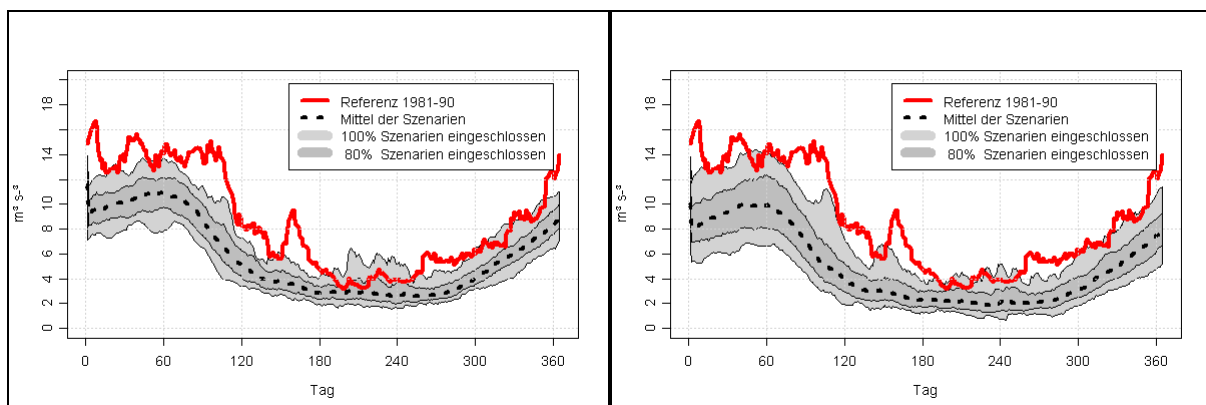 Referenz 1981-90
Mittel der Szenarien
100% Szenarien eingeschlossen
80% Szenarien eingeschlossen
m³ s-³
0 2 4 6 8 10 14 18
0 60 120 180 240 300 360
Tag
Referenz 1981-90
Mittel der Szenarien
100% Szenarien eingeschlossen
80% Szenarien eingeschlossen
m³ s-³
0 2 4 6 8 10 14 18
0 60 120 180 240 300 360
Tag